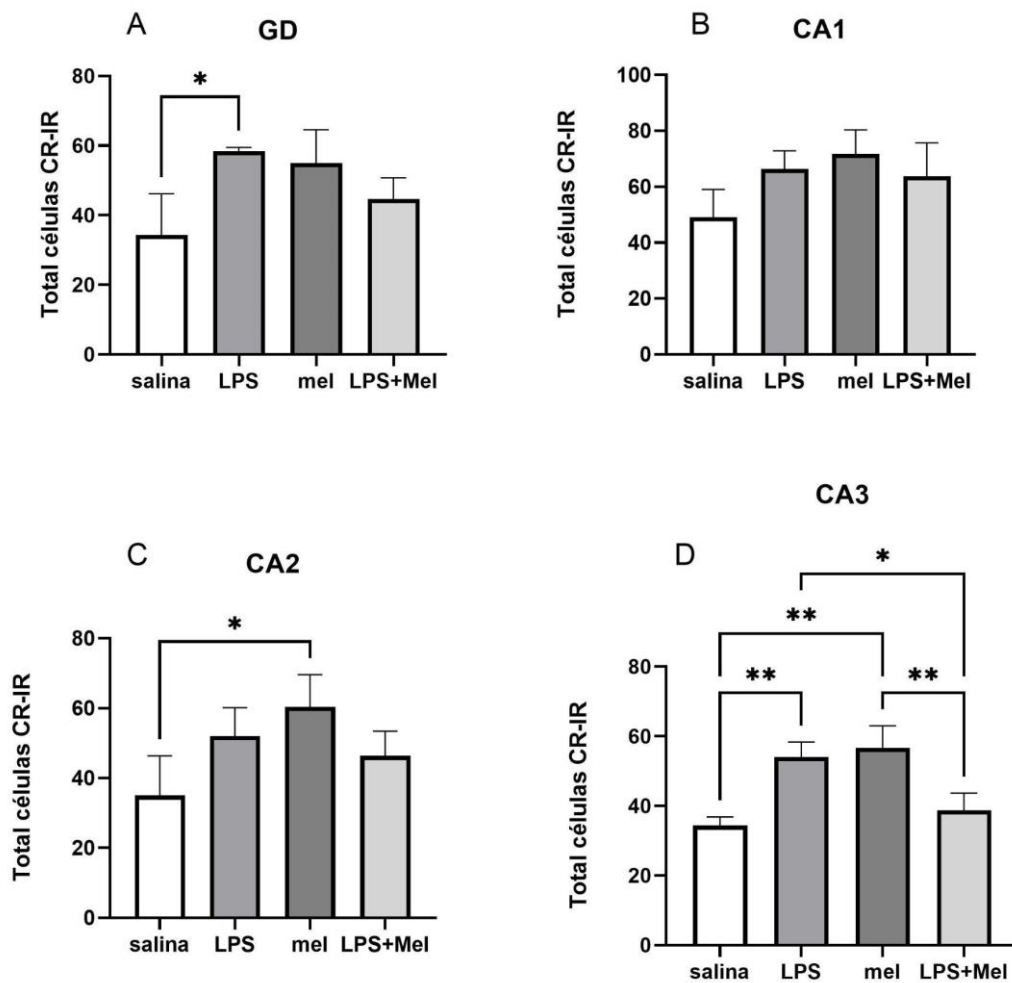 A
GD
Total células CR-IR
80
60
40
20
0
*
salina LPS mel LPS+Mel
B
CA1
Total células CR-IR
100
80
60
40
20
0
salina LPS mel LPS+Mel
C
CA2
Total células CR-IR
80
60
40
20
0
*
salina LPS mel LPS+Mel
CA3
D
Total células CR-IR
80
60
40
20
0
*
**
** **
salina LPS mel LPS+Mel